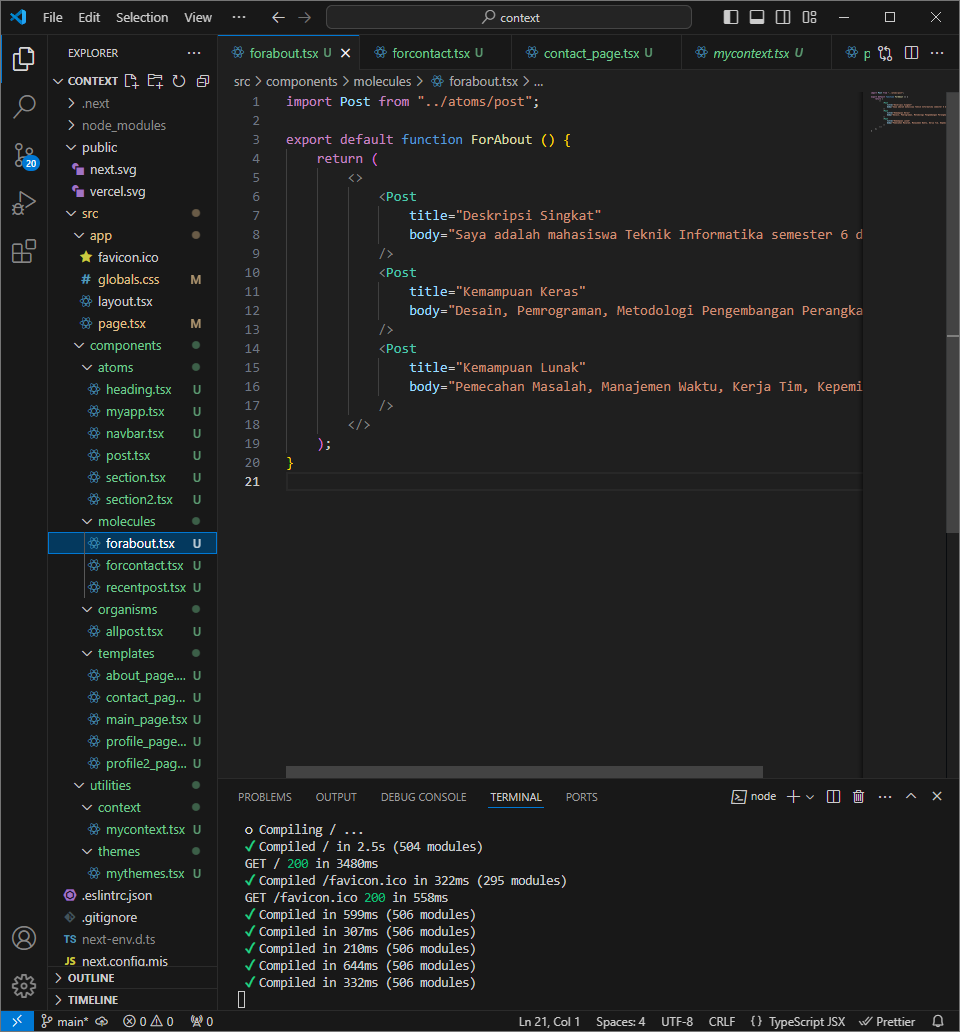 File Edit Selection View ··· context
EXPLORER ···
CONTEXT
.next
node_modules
public
next.svg
vercel.svg
src
app
favicon.ico
globals.css M
layout.tsx
page.tsx M
components
atoms
heading.tsx U
myapp.tsx U
navbar.tsx U
post.tsx U
section.tsx U
section2.tsx U
molecules
forabout.tsx U
forcontact.tsx U
recentpost.tsx U
organisms
allpost.tsx U
templates
about_page.... U
contact_pag... U
main_page.tsx U
profile_page... U
profile2_pag... U
utilities
context
mycontext.tsx U
themes
mythemes.tsx U
.eslintrc.json
.gitignore
TS next-env.d.ts
JS next.config.mjs
OUTLINE
TIMELINE
20
forabout.tsx U forcontact.tsx U contact_page.tsx U mycontext.tsx U p ···
src > components > molecules > forabout.tsx > ...
1 import Post from "../atoms/post";
2
3 export default function ForAbout () {
4 return (
5 <>
6 <Post
7 title="Deskripsi Singkat"
8 body="Saya adalah mahasiswa Teknik Informatika semester 6 d
9 />
10 <Post
11 title="Kemampuan Keras"
12 body="Desain, Pemrograman, Metodologi Pengembangan Perangka
13 />
14 <Post
15 title="Kemampuan Lunak"
16 body="Pemecahan Masalah, Manajemen Waktu, Kerja Tim, Kepemi
17 />
18 </>
19 );
20 }
21
PROBLEMS OUTPUT DEBUG CONSOLE TERMINAL PORTS node ···
○ Compiling / ...
✓ Compiled / in 2.5s (504 modules)
GET / 200 in 3480ms
✓ Compiled /favicon.ico in 322ms (295 modules)
GET /favicon.ico 200 in 558ms
✓ Compiled in 599ms (506 modules)
✓ Compiled in 307ms (506 modules)
✓ Compiled in 210ms (506 modules)
✓ Compiled in 644ms (506 modules)
✓ Compiled in 332ms (506 modules)
main* 0 0 0 Ln 21, Col 1 Spaces: 4 UTF-8 CRLF {} TypeScript JSX Prettier